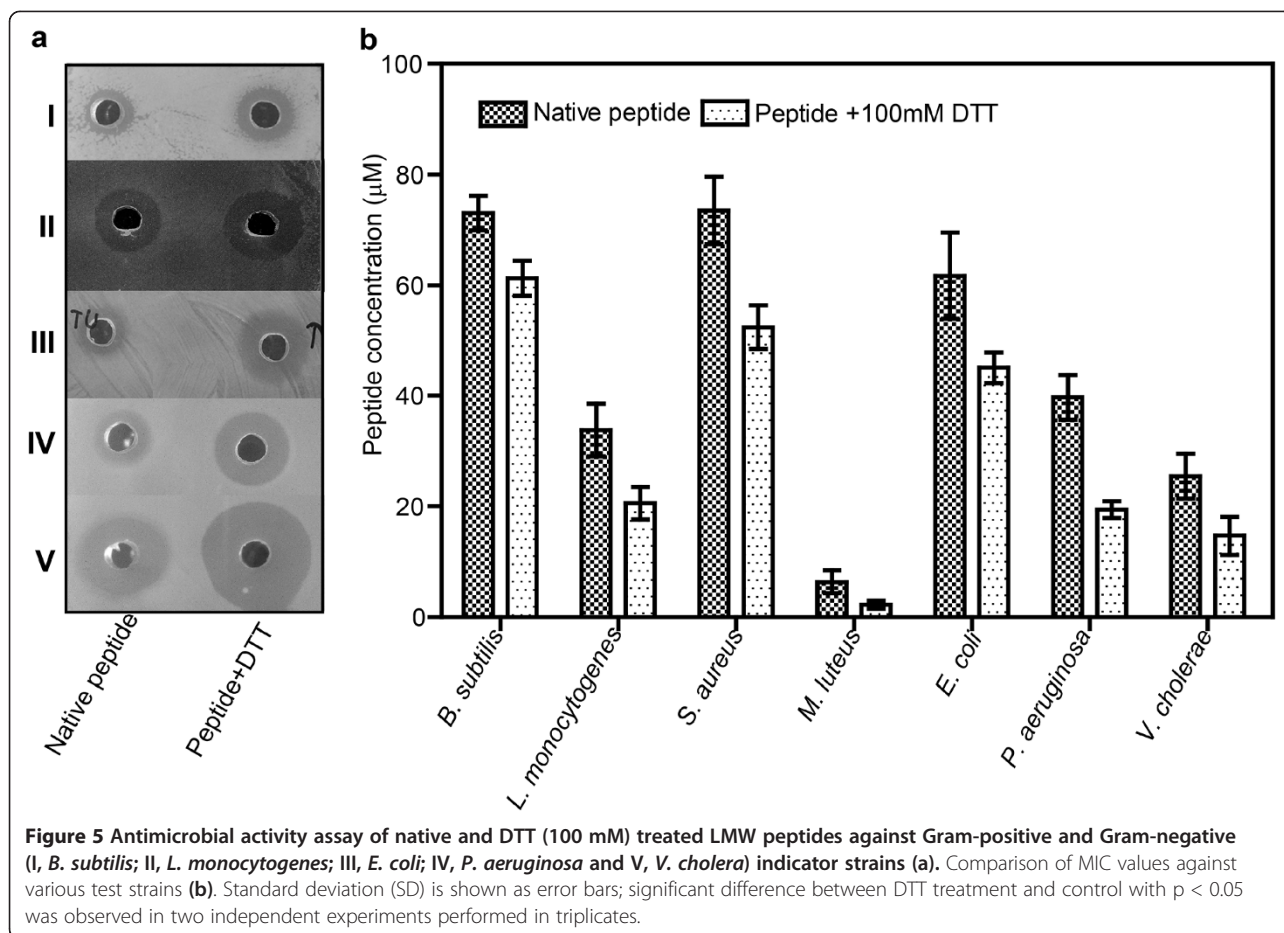 a
I
II
TU
III
IV
V
Native peptide
Peptide+DTT
b
100
80
60
40
20
0
Peptide concentration (μM)
Native peptide
Peptide +100mM DTT
B. subtilis
L. monocytogenes
S. aureus
M. luteus
E. coli
P. aeruginosa
V. cholerae
Figure 5 Antimicrobial activity assay of native and DTT (100 mM) treated LMW peptides against Gram-positive and Gram-negative
(I, B. subtilis; II, L. monocytogenes; III, E. coli; IV, P. aeruginosa and V, V. cholera) indicator strains (a). Comparison of MIC values against
various test strains (b). Standard deviation (SD) is shown as error bars; significant difference between DTT treatment and control with p < 0.05
was observed in two independent experiments performed in triplicates.